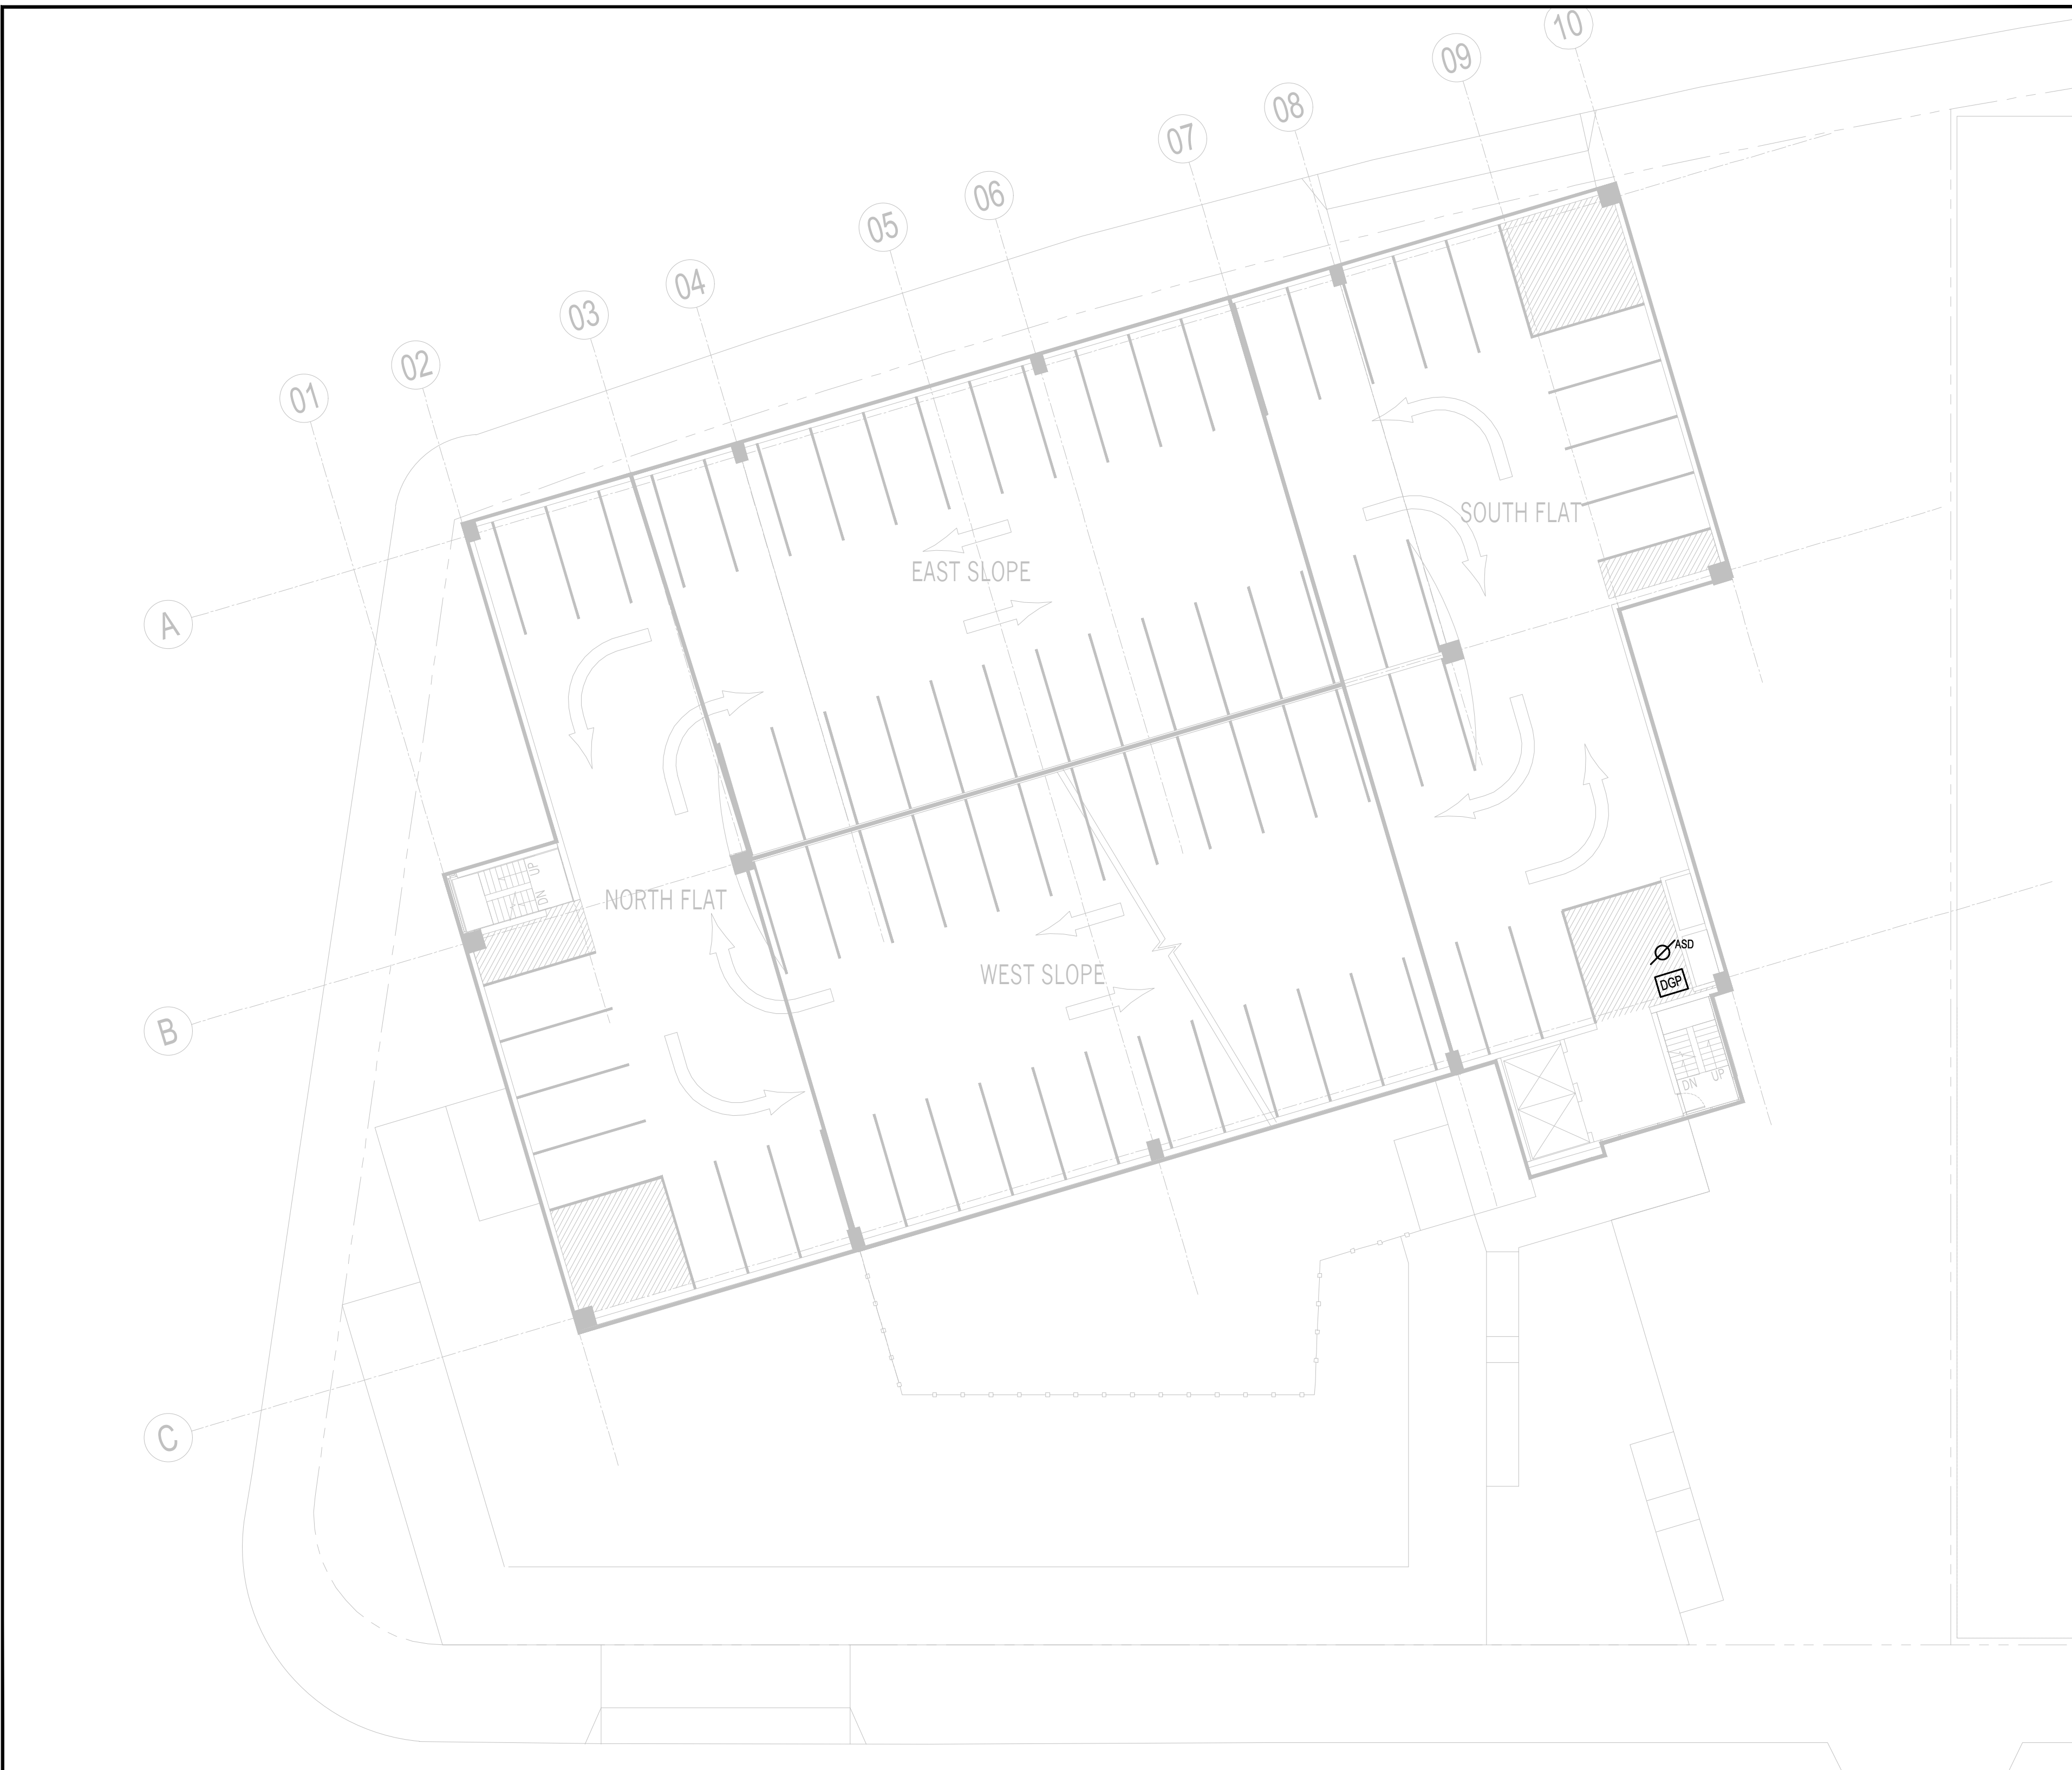 10
09
08
07
06
05
04
03
02
01
A
B
C
SOUTH FLAT
EAST SLOPE
NORTH FLAT
WEST SLOPE
UP
DN
ASD
DGP
DN
UP